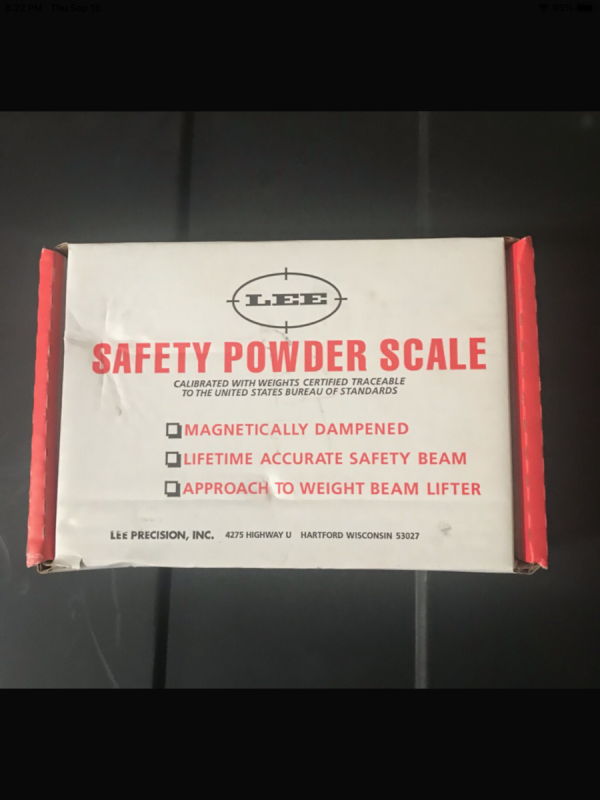 LEE
SAFETY POWDER SCALE
CALIBRATED WITH WEIGHTS CERTIFIED TRACEABLE
TO THE UNITED STATES BUREAU OF STANDARDS
MAGNETICALLY DAMPENED
LIFETIME ACCURATE SAFETY BEAM
APPROACH TO WEIGHT BEAM LIFTER
LEE PRECISION, INC. 4275 HIGHWAY U HARTFORD WISCONSIN 53027